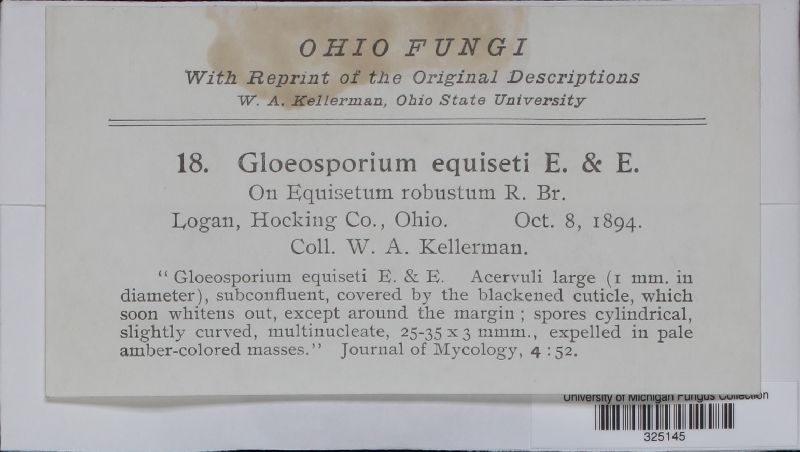 OHIO FUNGI
With Reprint of the Original Descriptions
W. A. Kellerman, Ohio State University
18. Gloeosporium equiseti E. & E.
On Equisetum robustum R. Br.
Logan, Hocking Co., Ohio. Oct. 8, 1894.
Coll. W. A. Kellerman.
“Gloeosporium equiseti E. & E. Acervuli large (1 mm. in
diameter), subconfluent, covered by the blackened cuticle, which
soon whitens out, except around the margin; spores cylindrical,
slightly curved, multinucleate, 25-35 x 3 mmm., expelled in pale
amber-colored masses.” Journal of Mycology, 4 : 52.
University of Michigan Fungus Collection
325145